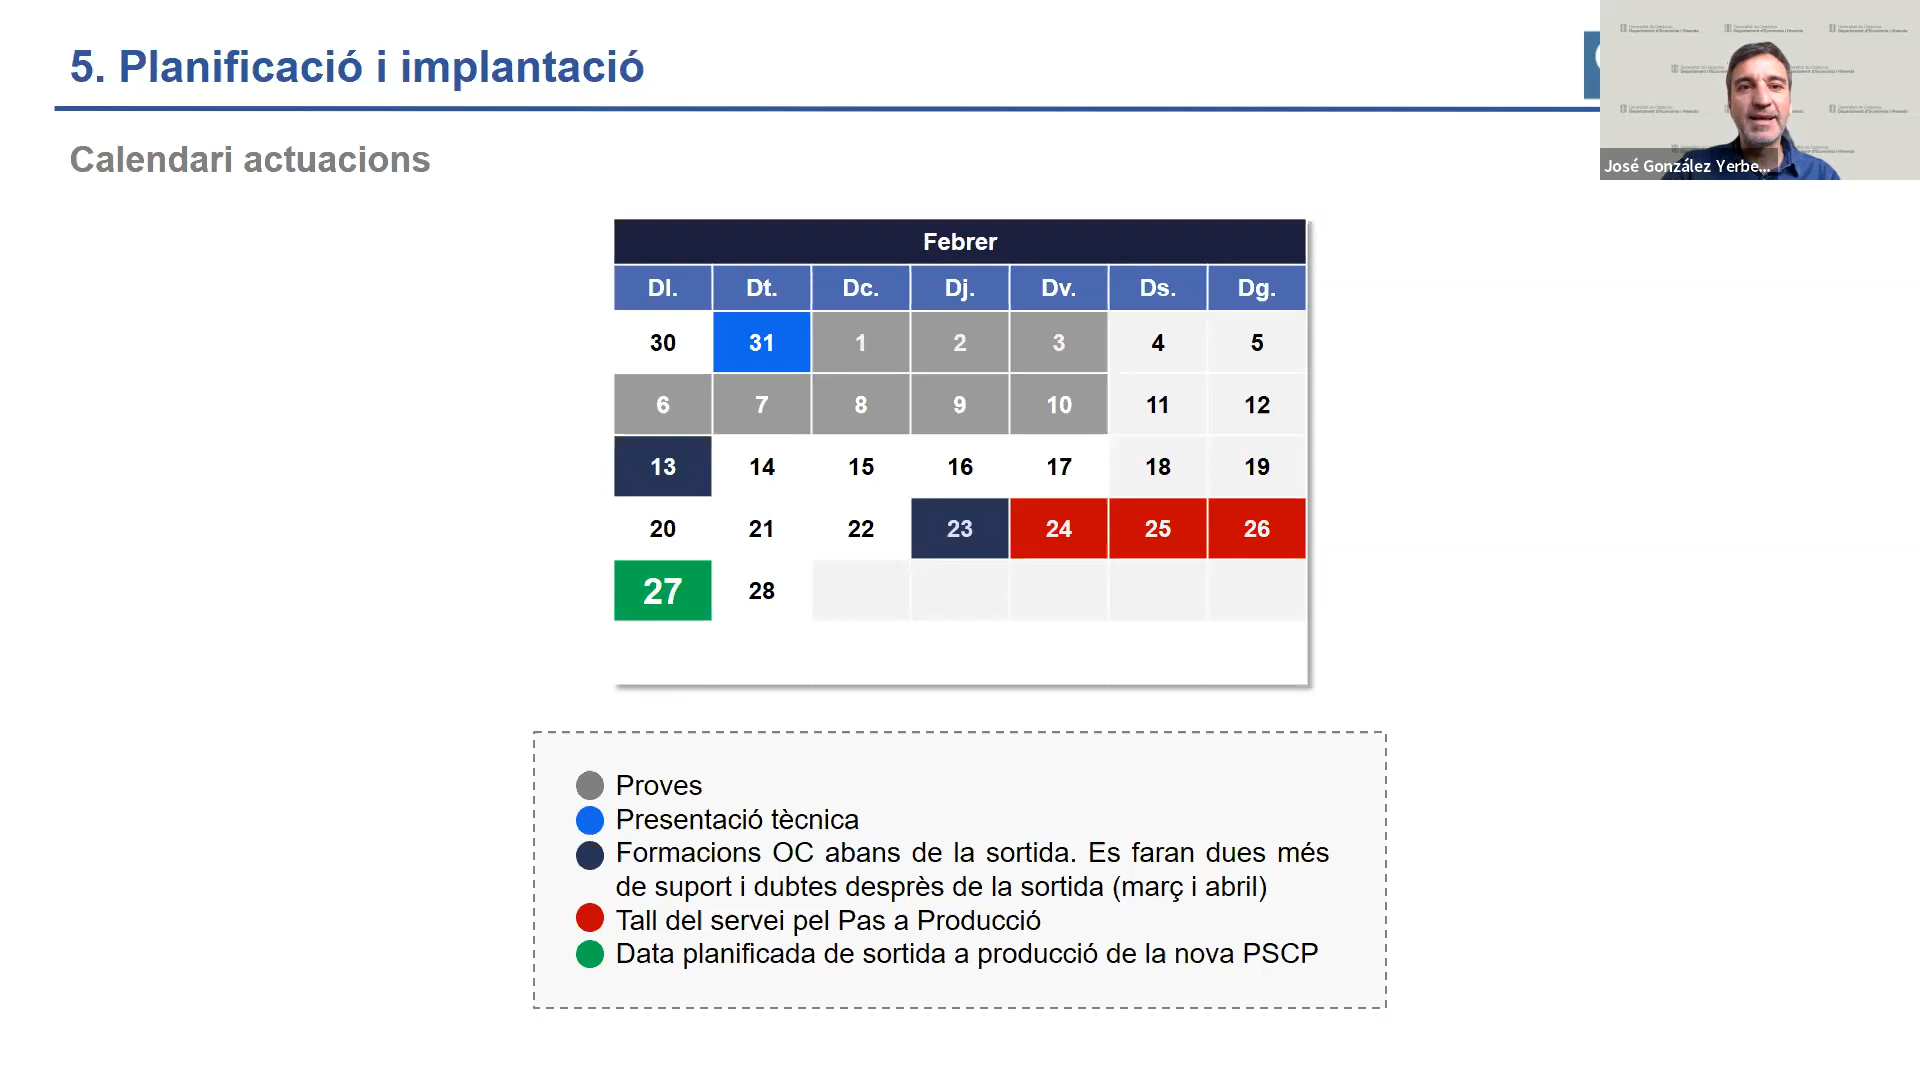 5. Planificació i implantació
Calendari actuacions
José González Yerbe...
Febrer
Dl. Dt. Dc. Dj. Dv. Ds. Dg.
30 31 1 2 3 4 5
6 7 8 9 10 11 12
13 14 15 16 17 18 19
20 21 22 23 24 25 26
27 28
Proves
Presentació tècnica
Formacions OC abans de la sortida. Es faran dues més
de suport i dubtes desprès de la sortida (març i abril)
Tall del servei pel Pas a Producció
Data planificada de sortida a producció de la nova PSCP